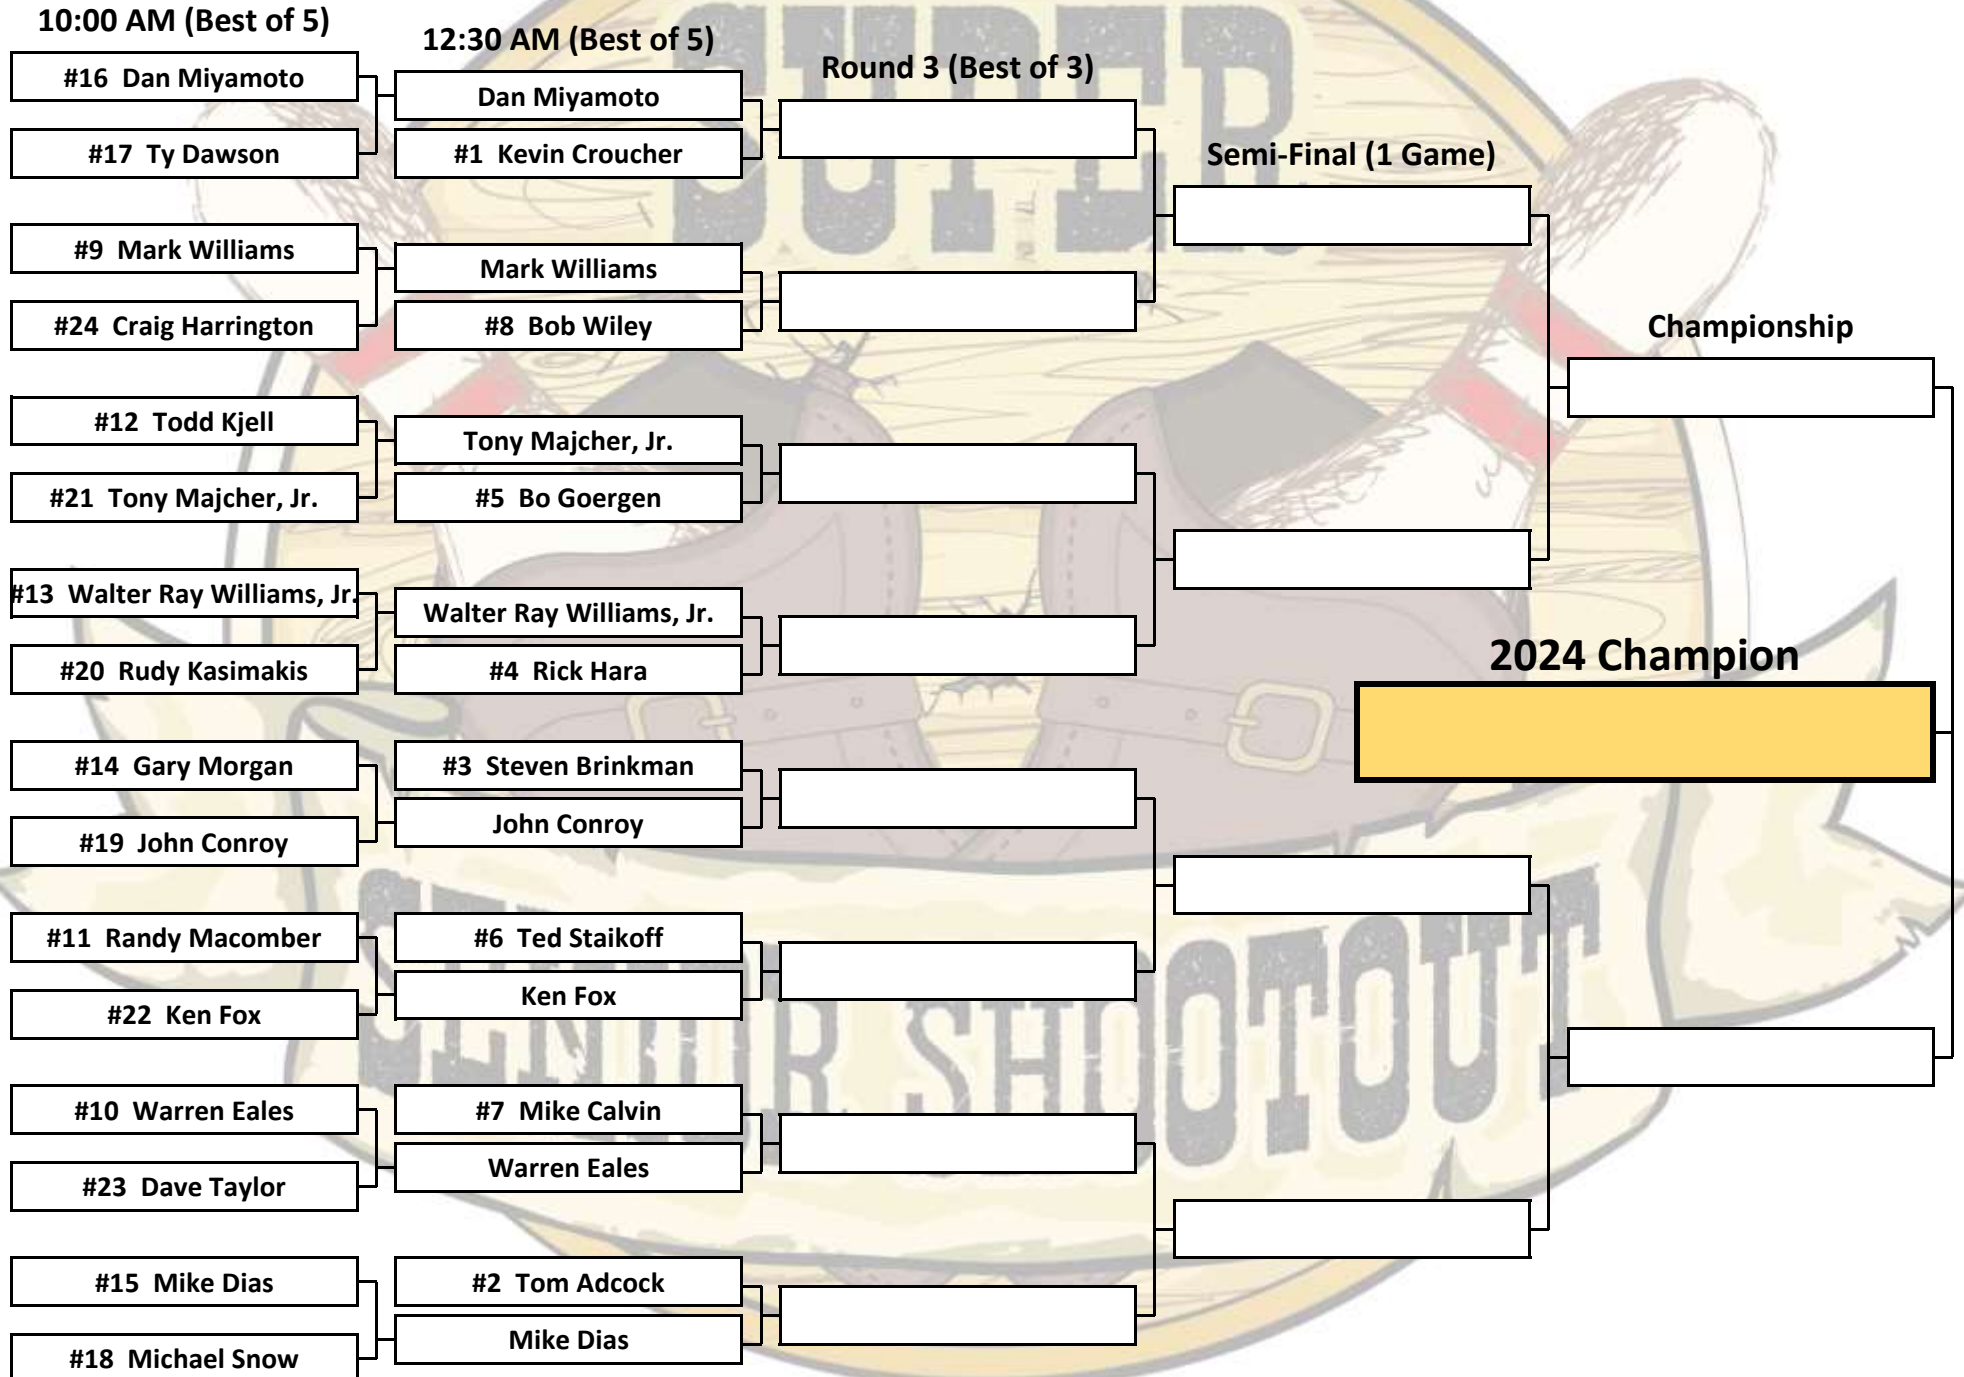 10:00 AM (Best of 5)
#16 Dan Miyamoto
#17 Ty Dawson
#9 Mark Williams
#24 Craig Harrington
#12 Todd Kjell
#21 Tony Majcher, Jr.
#13 Walter Ray Williams, Jr.
#20 Rudy Kasimakis
#14 Gary Morgan
#19 John Conroy
#11 Randy Macomber
#22 Ken Fox
#10 Warren Eales
#23 Dave Taylor
#15 Mike Dias
#18 Michael Snow
12:30 AM (Best of 5)
Dan Miyamoto
#1 Kevin Croucher
Mark Williams
#8 Bob Wiley
Tony Majcher, Jr.
#5 Bo Goergen
Walter Ray Williams, Jr.
#4 Rick Hara
#3 Steven Brinkman
John Conroy
#6 Ted Staikoff
Ken Fox
#7 Mike Calvin
Warren Eales
#2 Tom Adcock
Mike Dias
Round 3 (Best of 3)
Semi-Final (1 Game)
Championship
2024 Champion
SUPER
SENIOR SHOOTOUT